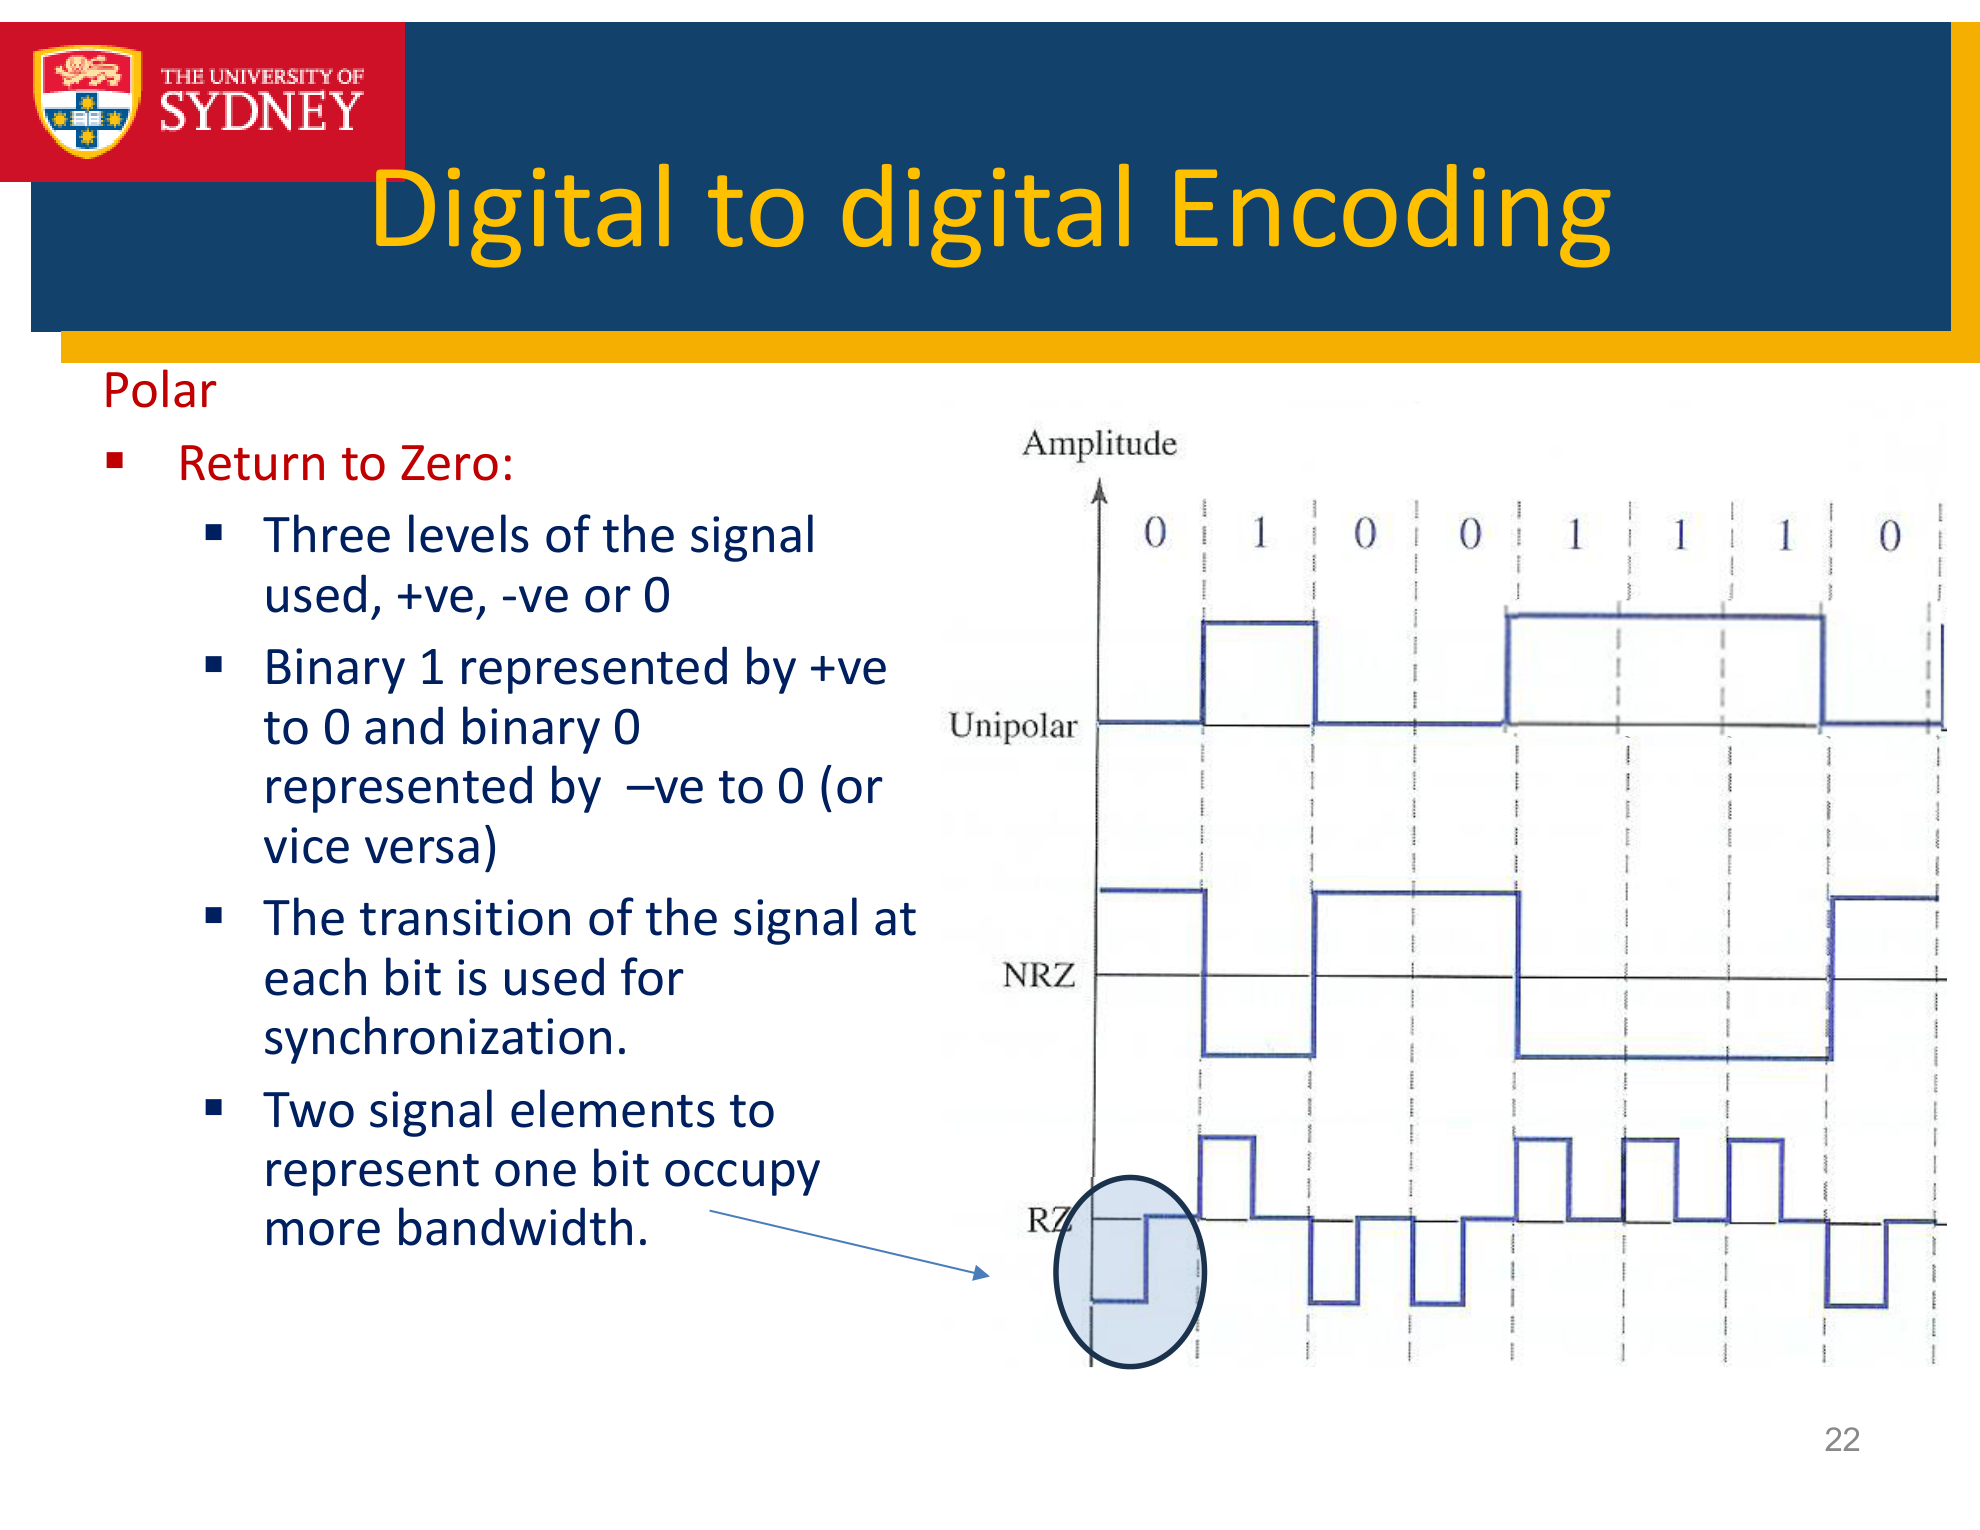 THE UNIVERSITY OF
SYDNEY
Digital to digital Encoding
Polar
▪ Return to Zero:
▪ Three levels of the signal
used, +ve, -ve or 0
▪ Binary 1 represented by +ve
to 0 and binary 0
represented by –ve to 0 (or
vice versa)
▪ The transition of the signal at
each bit is used for
synchronization.
▪ Two signal elements to
represent one bit occupy
more bandwidth.
Amplitude
0 1 0 0 1 1 1 0
Unipolar
NRZ
RZ
22